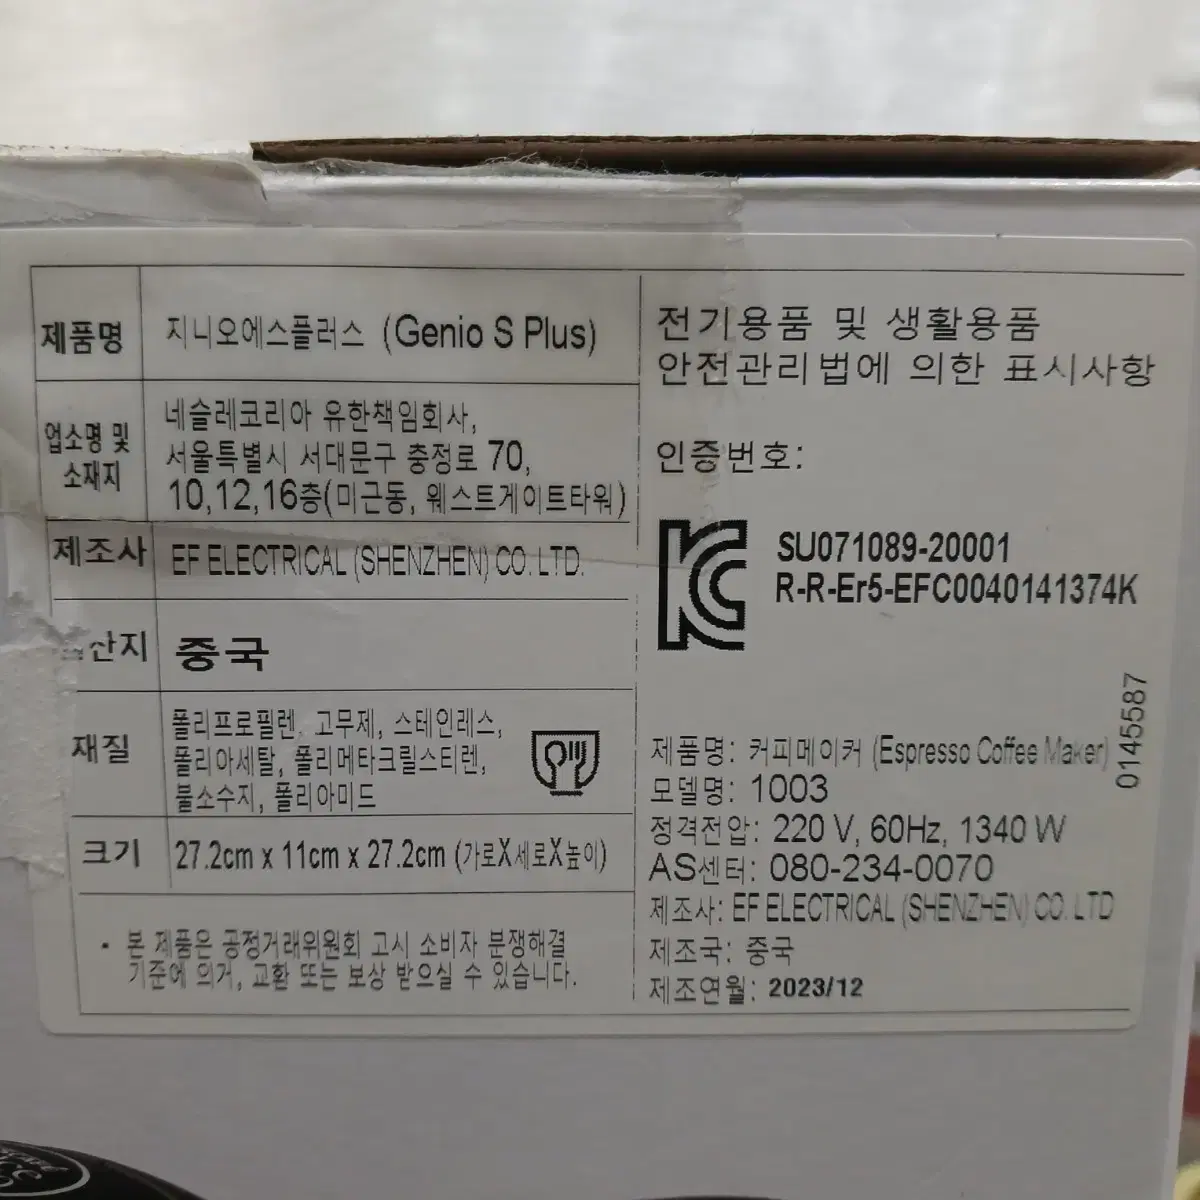 제품명 지니오에스플러스 (Genio S Plus)
업소명 및 소재지 네슬레코리아 유한책임회사,
서울특별시 서대문구 충정로 70,
10,12,16층(미근동, 웨스트게이트타워)
제조사 EF ELECTRICAL (SHENZHEN) CO. LTD.
중국
재질 폴리프로필렌, 고무제, 스테인레스,
폴리아세탈, 폴리메타크릴스티렌,
불소수지, 폴리아미드
크기 27.2cm x 11cm x 27.2cm (가로X세로X높이)
· 본 제품은 공정거래위원회 고시 소비자 분쟁해결
기준에 의거, 교환 또는 보상 받으실 수 있습니다.
전기용품 및 생활용품
안전관리법에 의한 표시사항
인증번호:
SU071089-20001
R-R-Er5-EFC0040141374K
0145587
제품명: 커피메이커 (Espresso Coffee Maker)
모델명: 1003
정격전압: 220 V, 60Hz, 1340 W
AS센터: 080-234-0070
제조사: EF ELECTRICAL (SHENZHEN) CO. LTD
제조국: 중국
제조연월: 2023/12